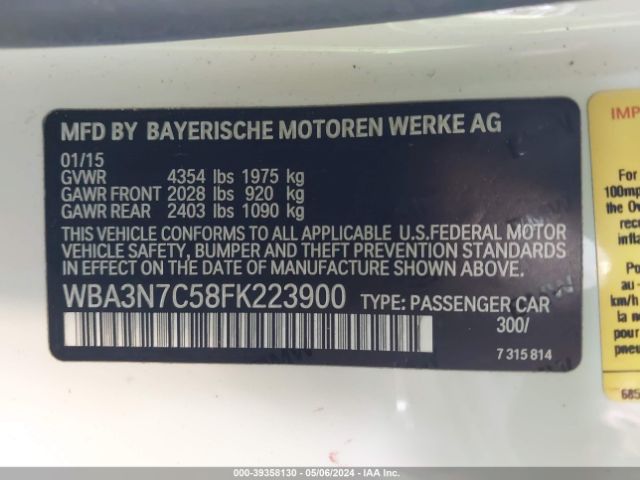 MFD BY BAYERISCHE MOTOREN WERKE AG
01/15
GVWR 4354 lbs 1975 kg
GAWR FRONT 2028 lbs 920 kg
GAWR REAR 2403 lbs 1090 kg
THIS VEHICLE CONFORMS TO ALL APPLICABLE U.S.FEDERAL MOTOR
VEHICLE SAFETY, BUMPER AND THEFT PREVENTION STANDARDS
IN EFFECT ON THE DATE OF MANUFACTURE SHOWN ABOVE.
WBA3N7C58FK223900 TYPE: PASSENGER CAR
300/
7 315 814
IMP
For
100mp
the Ow
reco
infla
Po
au-
km/h
la no
pour
pneu
685
000-39358130 - 05/06/2024 - IAA Inc.